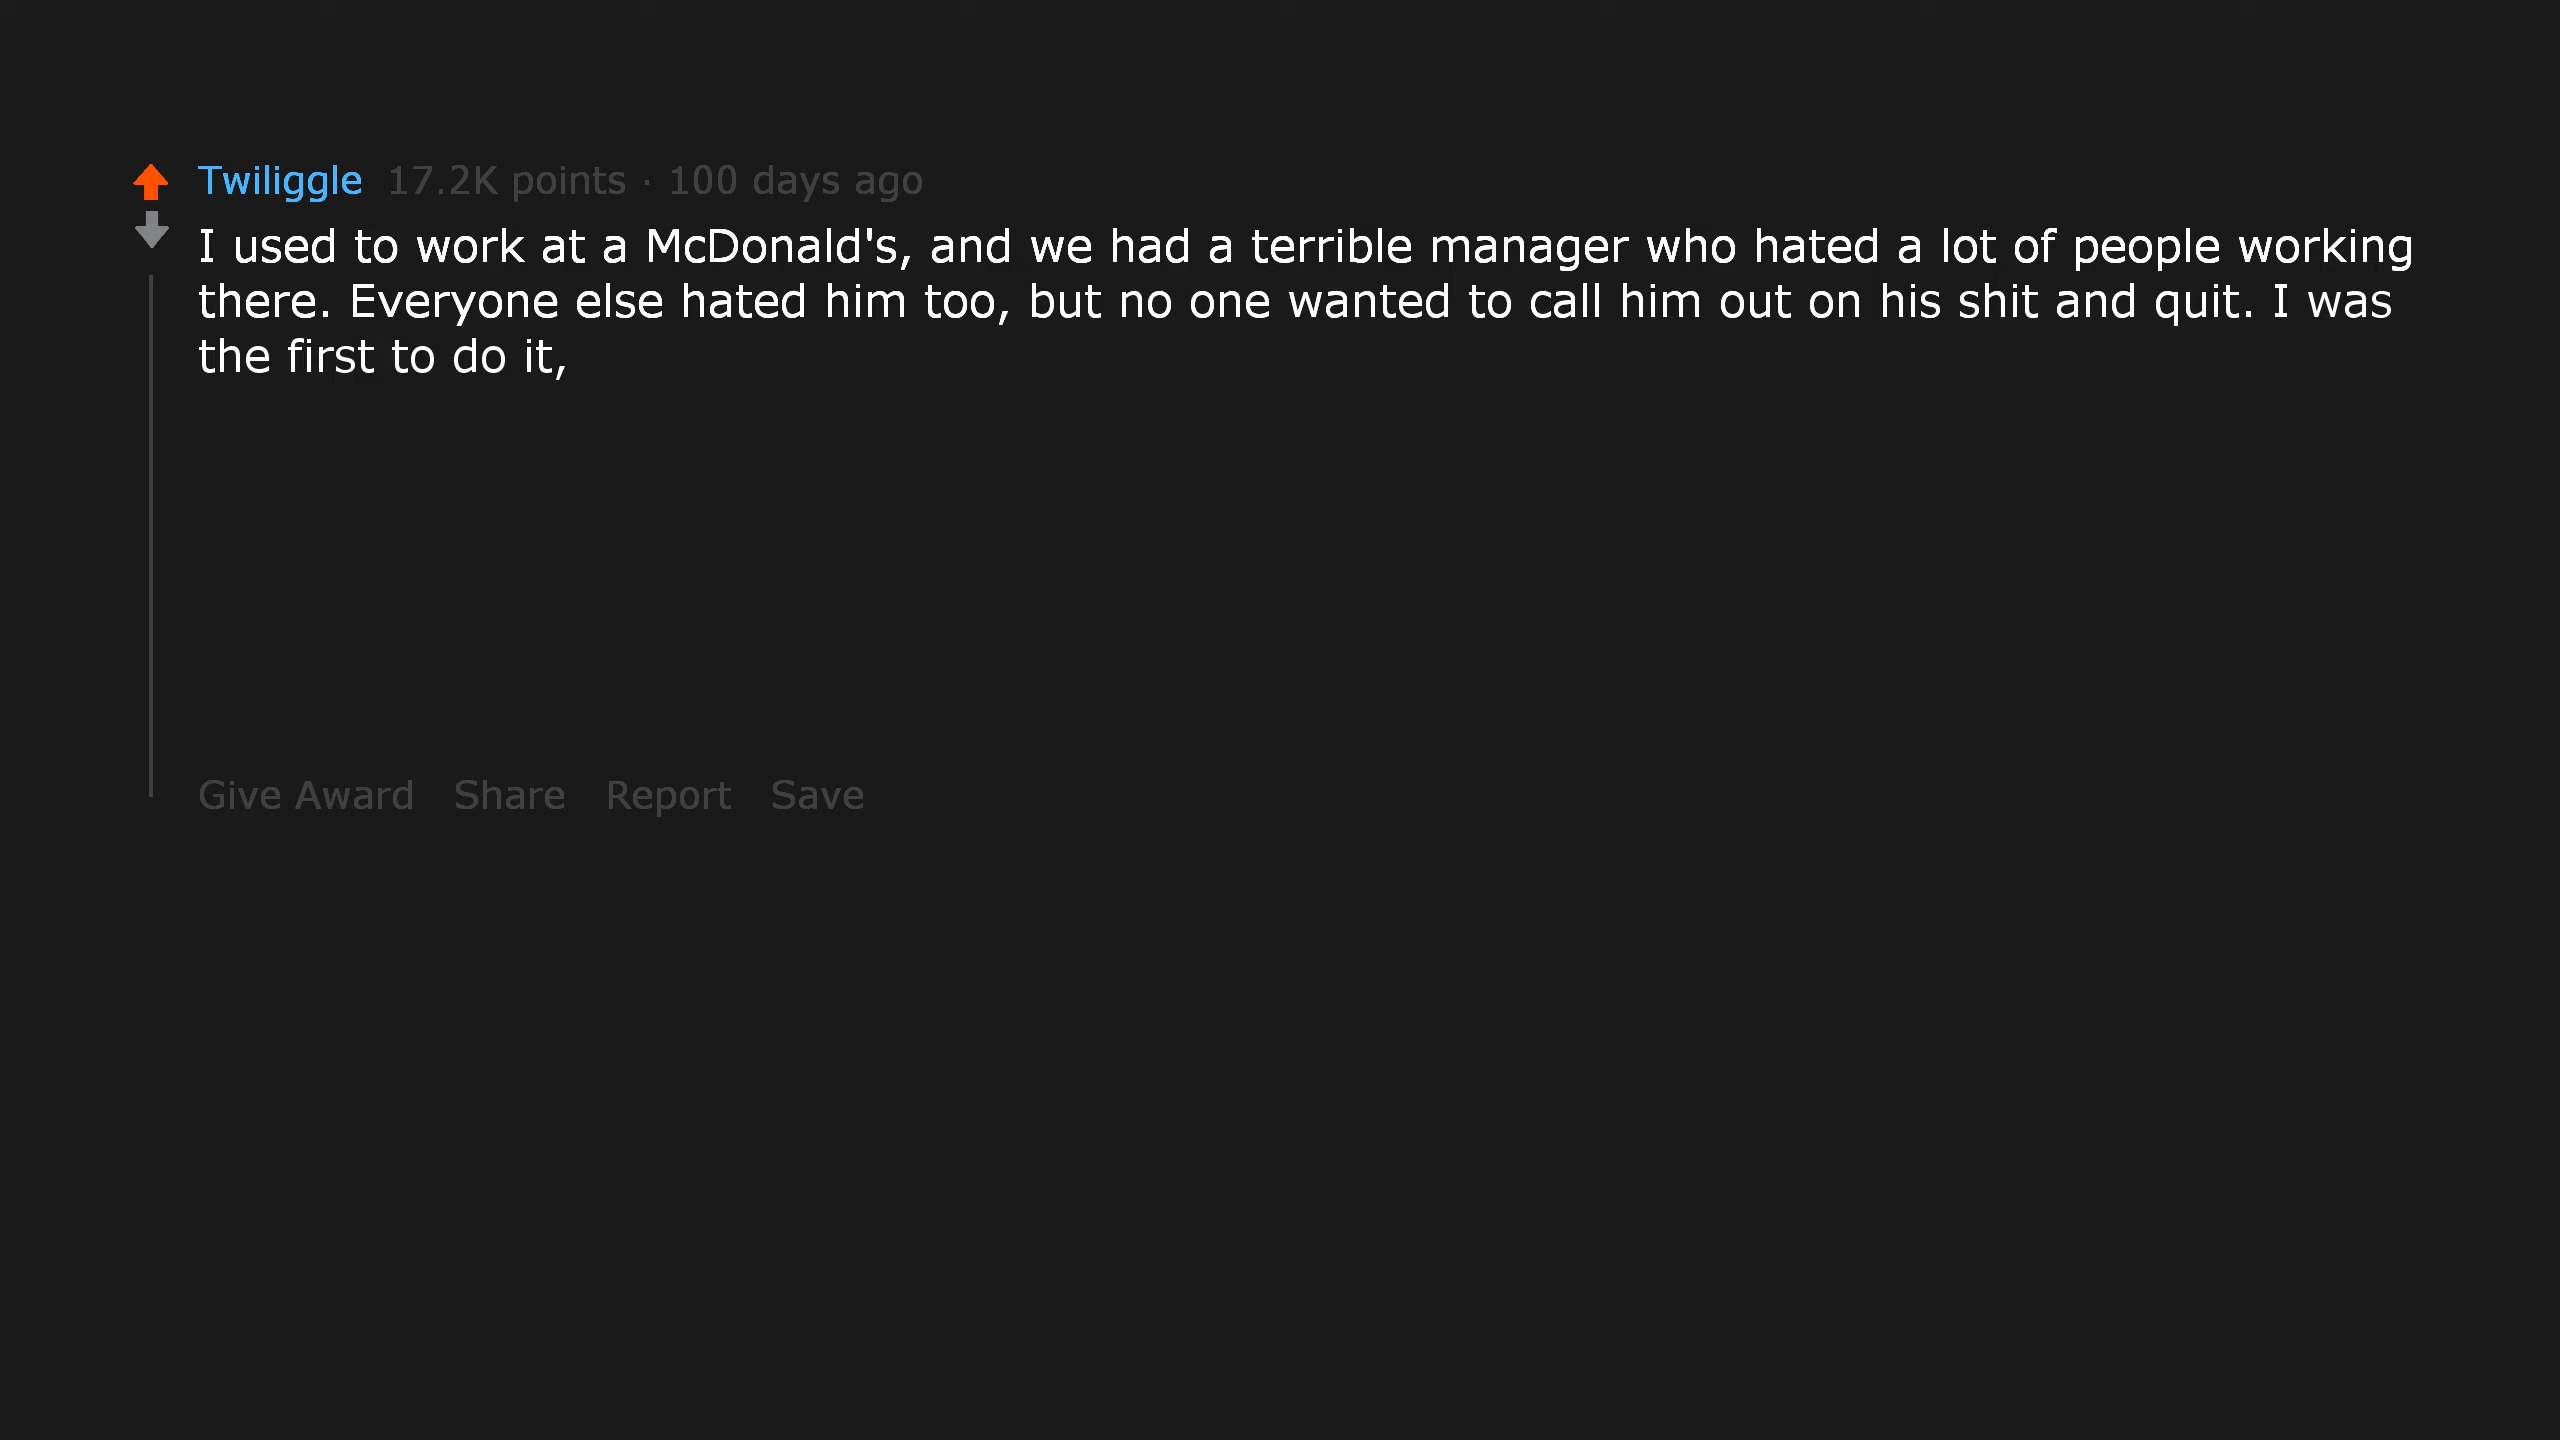 Twiliggle 17.2K points · 100 days ago
I used to work at a McDonald's, and we had a terrible manager who hated a lot of people working
there. Everyone else hated him too, but no one wanted to call him out on his shit and quit. I was
the first to do it,
Give Award Share Report Save